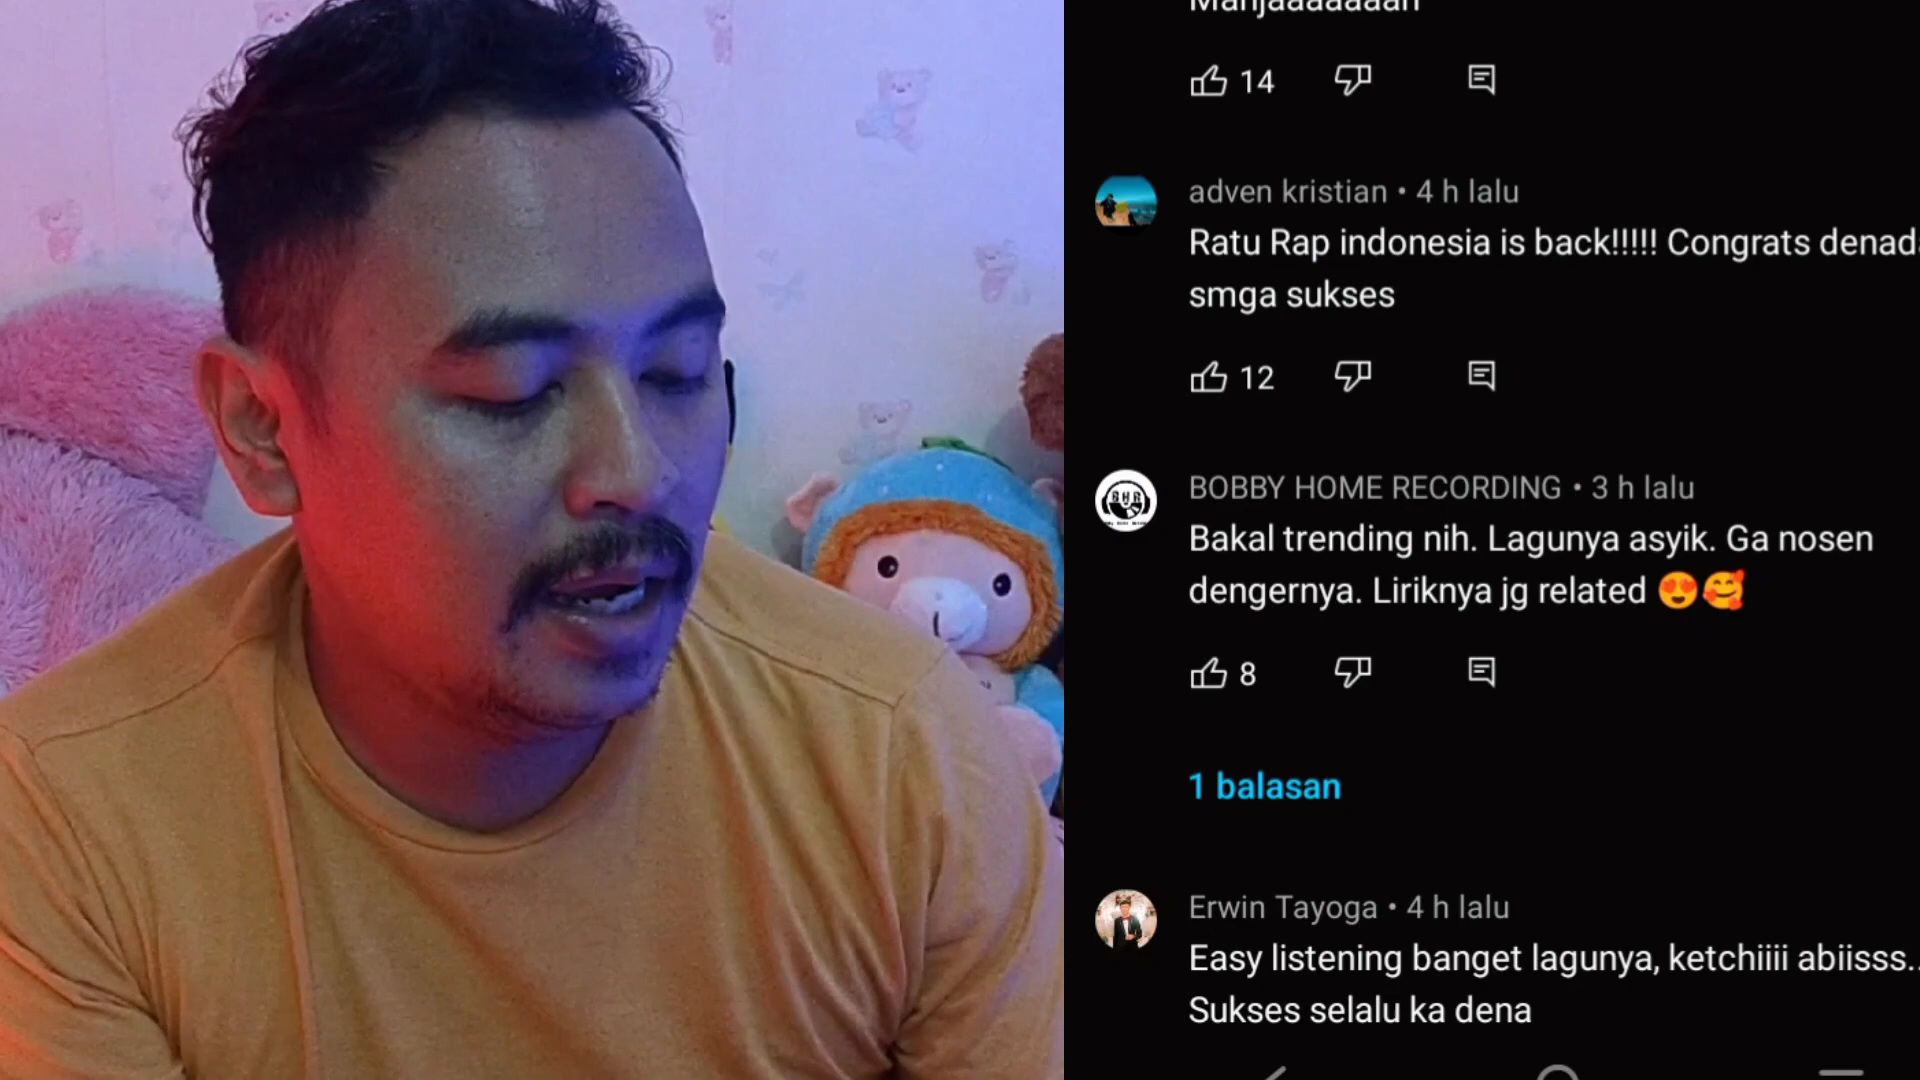 Manjaaaaaaah
14
adven kristian • 4 h lalu
Ratu Rap indonesia is back!!!!! Congrats denad
smga sukses
12
BOBBY HOME RECORDING • 3 h lalu
BHR
Bakal trending nih. Lagunya asyik. Ga nosen
dengernya. Liriknya jg related 😍🥰
8
1 balasan
Erwin Tayoga • 4 h lalu
Easy listening banget lagunya, ketchiiii abiisss..
Sukses selalu ka dena